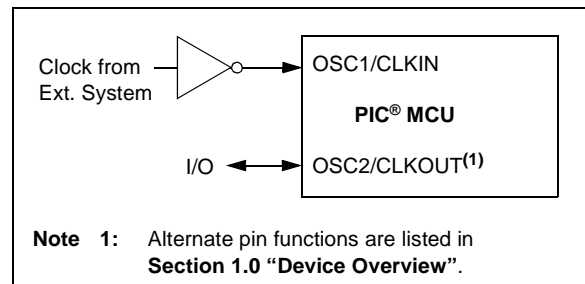 Clock from
Ext. System
OSC1/CLKIN
PIC® MCU
I/O
OSC2/CLKOUT(1)
Note 1: Alternate pin functions are listed in
Section 1.0 “Device Overview”.